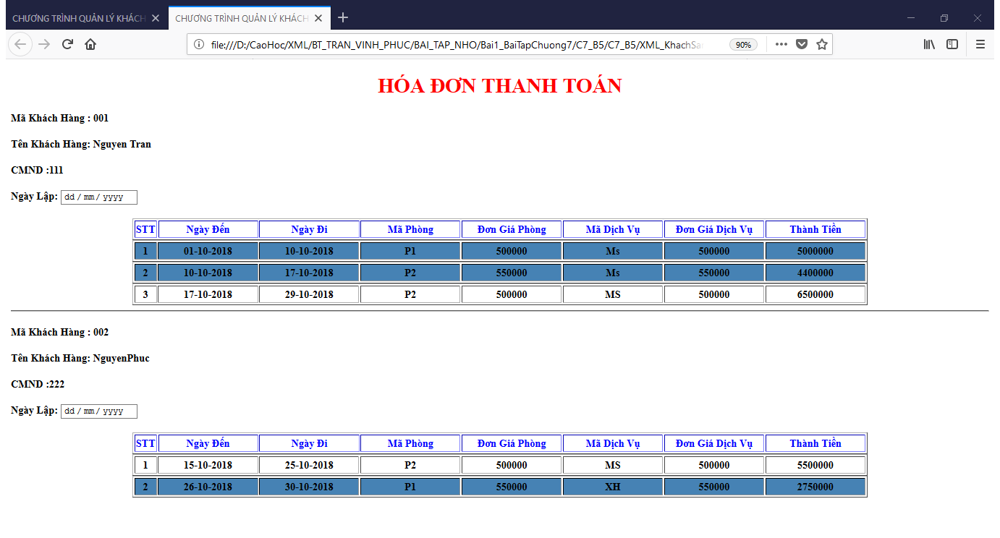 CHƯƠNG TRÌNH QUẢN LÝ KHÁCH
CHƯƠNG TRÌNH QUẢN LÝ KHÁCH
file:///D:/CaoHoc/XML/BT_TRAN_VINH_PHUC/BAI_TAP_NHO/Bai1_BaiTapChuong7/C7_B5/C7_B5/XML_KhachSa
90%
HÓA ĐƠN THANH TOÁN
Mã Khách Hàng : 001
Tên Khách Hàng: Nguyen Tran
CMND :111
Ngày Lập: dd / mm / yyyy
STT Ngày Đến Ngày Đi Mã Phòng Đơn Giá Phòng Mã Dịch Vụ Đơn Giá Dịch Vụ Thành Tiền
1 01-10-2018 10-10-2018 P1 500000 Ms 500000 5000000
2 10-10-2018 17-10-2018 P2 550000 Ms 550000 4400000
3 17-10-2018 29-10-2018 P2 500000 MS 500000 6500000
Mã Khách Hàng : 002
Tên Khách Hàng: NguyenPhuc
CMND :222
Ngày Lập: dd / mm / yyyy
STT Ngày Đến Ngày Đi Mã Phòng Đơn Giá Phòng Mã Dịch Vụ Đơn Giá Dịch Vụ Thành Tiền
1 15-10-2018 25-10-2018 P2 500000 MS 500000 5500000
2 26-10-2018 30-10-2018 P1 550000 XH 550000 2750000